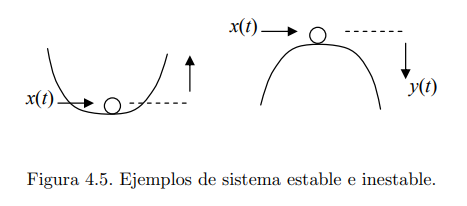 x(t)
x(t)
y(t)
Figura 4.5. Ejemplos de sistema estable e inestable.